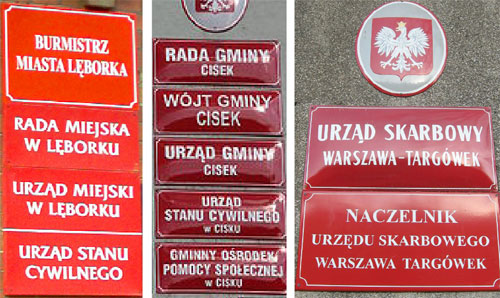 BURMISTRZ
MIASTA LĘBORKA
RADA MIEJSKA
W LĘBORKU
URZĄD MIEJSKI
W LĘBORKU
URZĄD STANU
CYWILNEGO
RADA GMINY
CISEK
WÓJT GMINY
CISEK
URZĄD GMINY
CISEK
URZĄD
STANU CYWILNEGO
W CISKU
GMINNY OŚRODEK
POMOCY SPOŁECZNEJ
W CISKU
URZĄD SKARBOWY
WARSZAWA-TARGÓWEK
NACZELNIK
URZĘDU SKARBOWEGO
WARSZAWA TARGÓWEK